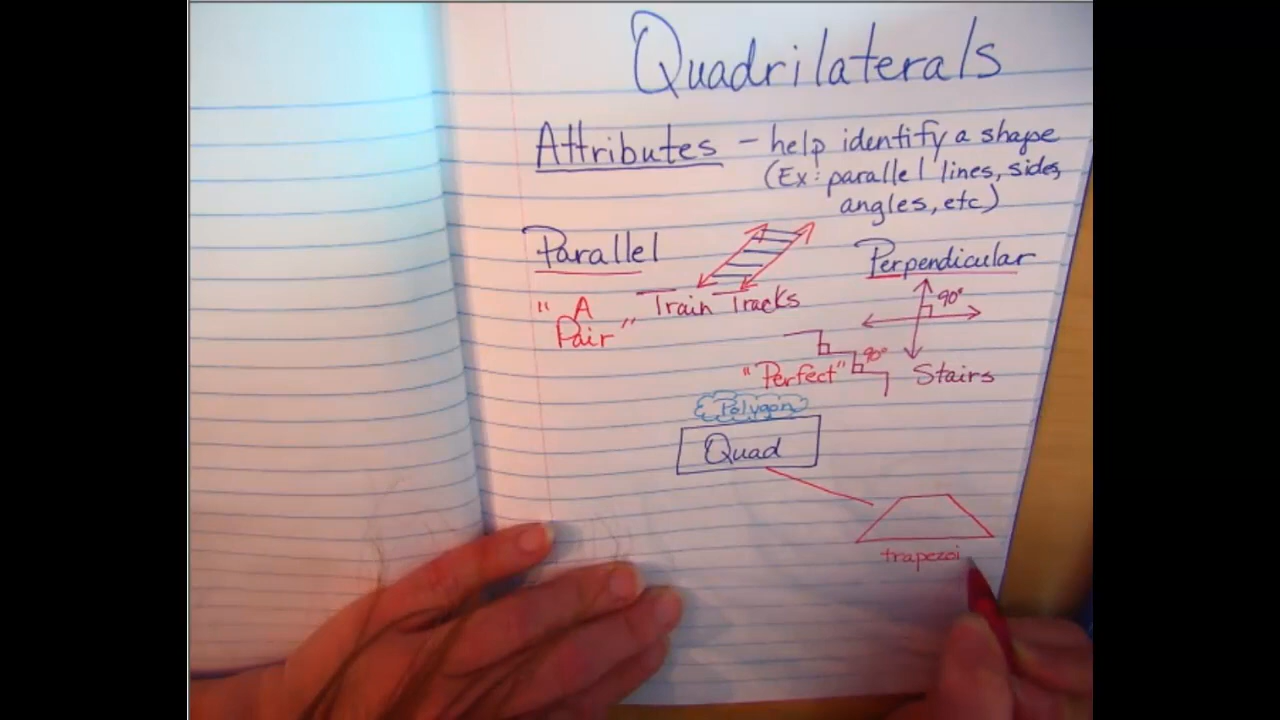 Quadrilaterals
Attributes - help identify a shape
(Ex: parallel lines, sides,
angles, etc)
Parallel
Perpendicular
"A
Pair"
Train Tracks
90°
90°
"Perfect"
Stairs
Polygon
Quad
trapezoi